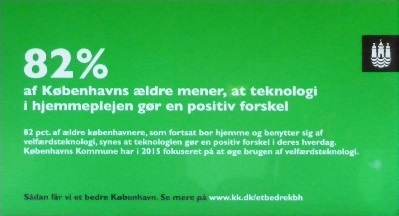 82%
af Københavns ældre mener, at teknologi
i hjemmeplejen gør en positiv forskel
82 pct. af ældre københavnere, som fortsat bor hjemme og benytter sig af
velfærdsteknologi, synes at teknologien gør en positiv forskel i deres hverdag.
Københavns Kommune har i 2015 fokuseret på at øge brugen af velfærdsteknologi.
Sådan får vi et bedre København. Se mere på www.kk.dk/etbedrekbh